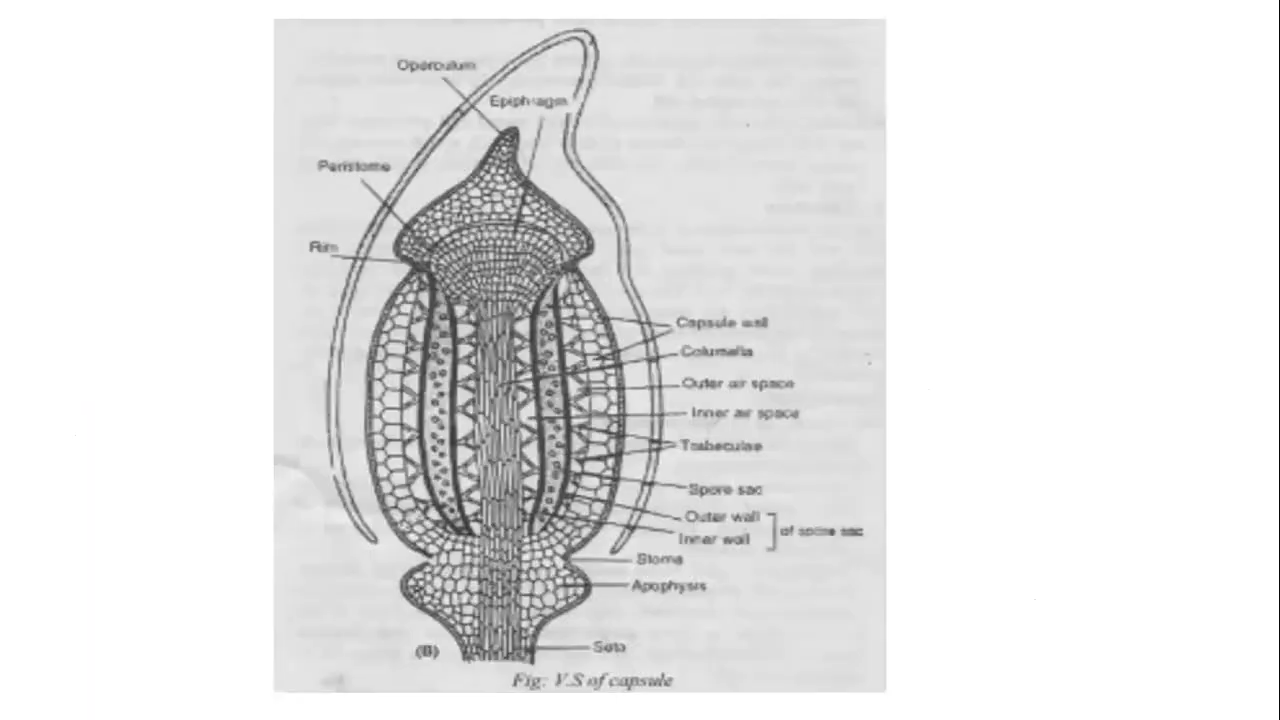 Operculum
Epiphragm
Peristome
Rim
Capsule wall
Columella
Outer air space
Inner air space
Trabeculae
Spore sac
Outer wall
Inner wall
of spore sac
Stoma
Apophysis
Seta
(B)
Fig: V.S of capsule